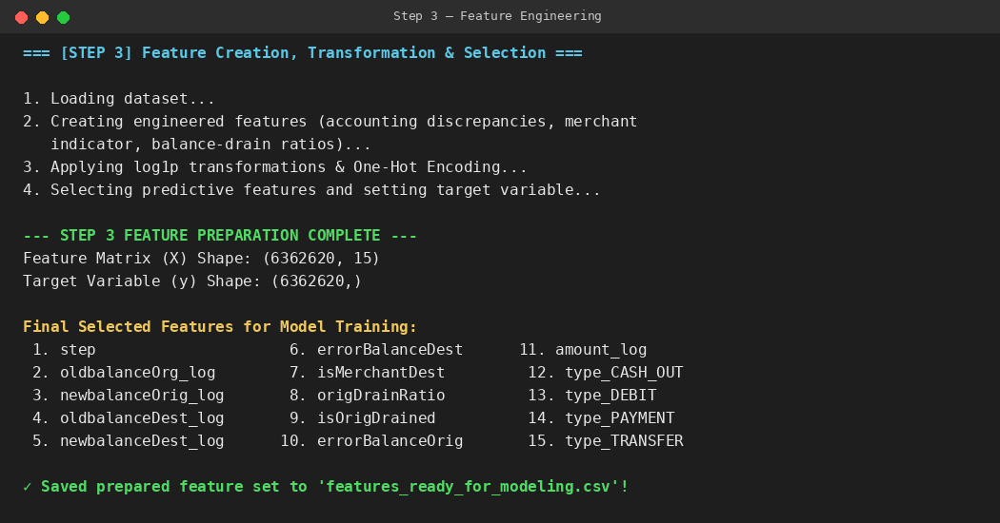 Step 3 — Feature Engineering
=== [STEP 3] Feature Creation, Transformation & Selection ===
1. Loading dataset...
2. Creating engineered features (accounting discrepancies, merchant
indicator, balance-drain ratios)...
3. Applying log1p transformations & One-Hot Encoding...
4. Selecting predictive features and setting target variable...
--- STEP 3 FEATURE PREPARATION COMPLETE ---
Feature Matrix (X) Shape: (6362620, 15)
Target Variable (y) Shape: (6362620,)
Final Selected Features for Model Training:
1. step 6. errorBalanceDest 11. amount_log
2. oldbalanceOrg_log 7. isMerchantDest 12. type_CASH_OUT
3. newbalanceOrig_log 8. origDrainRatio 13. type_DEBIT
4. oldbalanceDest_log 9. isOrigDrained 14. type_PAYMENT
5. newbalanceDest_log 10. errorBalanceOrig 15. type_TRANSFER
✓ Saved prepared feature set to 'features_ready_for_modeling.csv'!